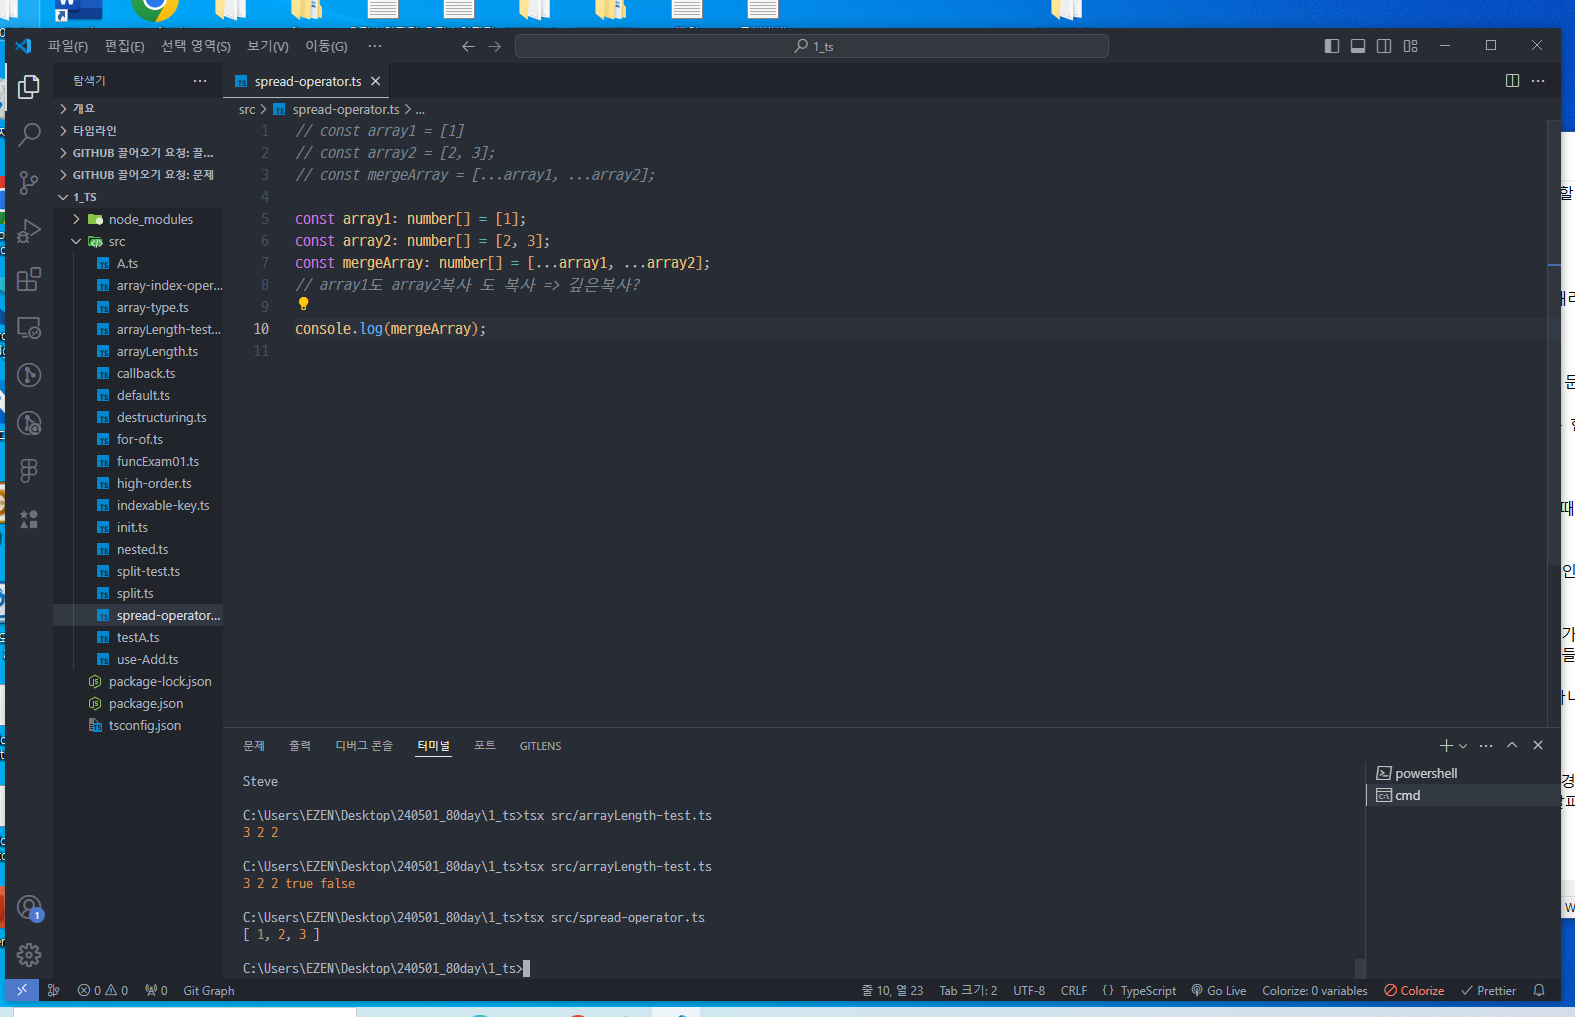 파일(F) 편집(E) 선택 영역(S) 보기(V) 이동(G) ···
1_ts
탐색기 ···
개요
타임라인
GITHUB 끌어오기 요청: 끌...
GITHUB 끌어오기 요청: 문제
1_TS
node_modules
src
A.ts
array-index-oper...
array-type.ts
arrayLength-test...
arrayLength.ts
callback.ts
default.ts
destructuring.ts
for-of.ts
funcExam01.ts
high-order.ts
indexable-key.ts
init.ts
nested.ts
split-test.ts
split.ts
spread-operator...
testA.ts
use-Add.ts
package-lock.json
package.json
tsconfig.json
spread-operator.ts
src > spread-operator.ts > ...
1 // const array1 = [1]
2 // const array2 = [2, 3];
3 // const mergeArray = [...array1, ...array2];
4
5 const array1: number[] = [1];
6 const array2: number[] = [2, 3];
7 const mergeArray: number[] = [...array1, ...array2];
8 // array1도 array2복사 도 복사 => 깊은복사?
9
10 console.log(mergeArray);
11
문제 출력 디버그 콘솔 터미널 포트 GITLENS
Steve
C:\Users\EZEN\Desktop\240501_80day\1_ts>tsx src/arrayLength-test.ts
3 2 2
C:\Users\EZEN\Desktop\240501_80day\1_ts>tsx src/arrayLength-test.ts
3 2 2 true false
C:\Users\EZEN\Desktop\240501_80day\1_ts>tsx src/spread-operator.ts
[ 1, 2, 3 ]
C:\Users\EZEN\Desktop\240501_80day\1_ts>
powershell
cmd
1
0 0 0 Git Graph
줄 10, 열 23 Tab 크기: 2 UTF-8 CRLF {} TypeScript Go Live Colorize: 0 variables Colorize Prettier